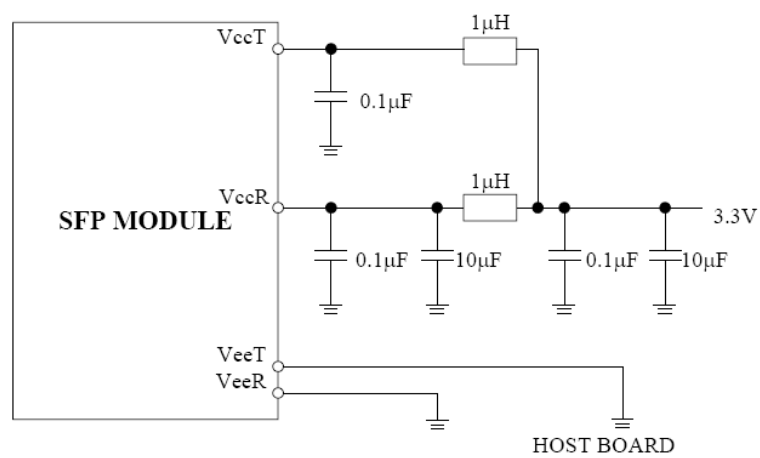 VccT
1μH
0.1μF
VccR
1μH
SFP MODULE
3.3V
0.1μF
10μF
0.1μF
10μF
VeeT
VeeR
HOST BOARD